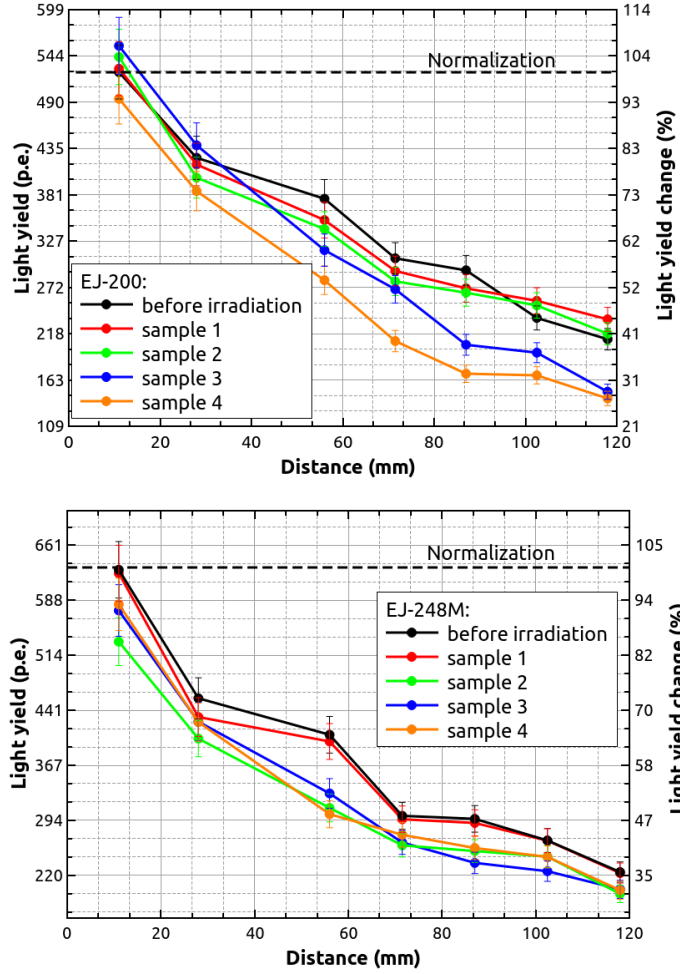 599
544
490
435
381
327
272
218
163
109
Light yield (p.e.)
114
104
93
83
73
62
52
41
31
21
Light yield change (%)
Normalization
EJ-200:
before irradiation
sample 1
sample 2
sample 3
sample 4
0
20
40
60
80
100
120
Distance (mm)
661
588
514
441
367
294
220
Light yield (p.e.)
105
94
82
70
58
47
35
Light yield change (%)
Normalization
EJ-248M:
before irradiation
sample 1
sample 2
sample 3
sample 4
0
20
40
60
80
100
120
Distance (mm)